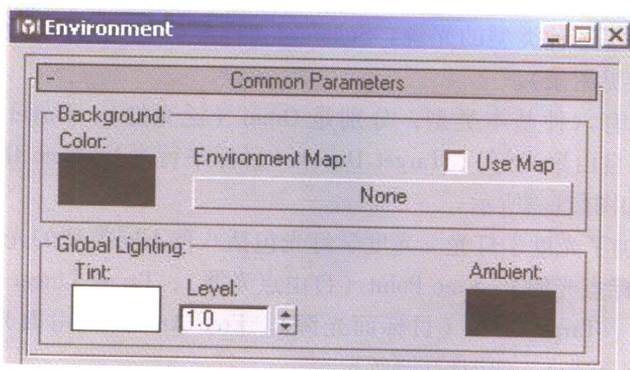 Environment
- Common Parameters
Background:
Color:
Environment Map: Use Map
None
Global Lighting:
Tint:
Level:
Ambient:
1.0